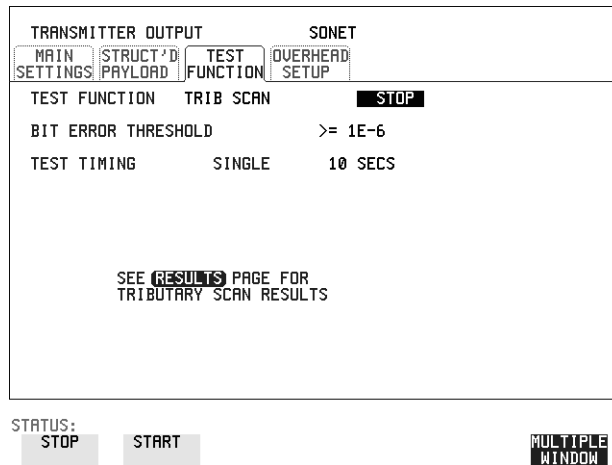 TRANSMITTER OUTPUT SONET
MAIN SETTINGS STRUCT'D PAYLOAD TEST FUNCTION OVERHEAD SETUP
TEST FUNCTION TRIB SCAN STOP
BIT ERROR THRESHOLD >= 1E-6
TEST TIMING SINGLE 10 SECS
SEE RESULTS PAGE FOR
TRIBUTARY SCAN RESULTS
STATUS:
STOP START MULTIPLE WINDOW